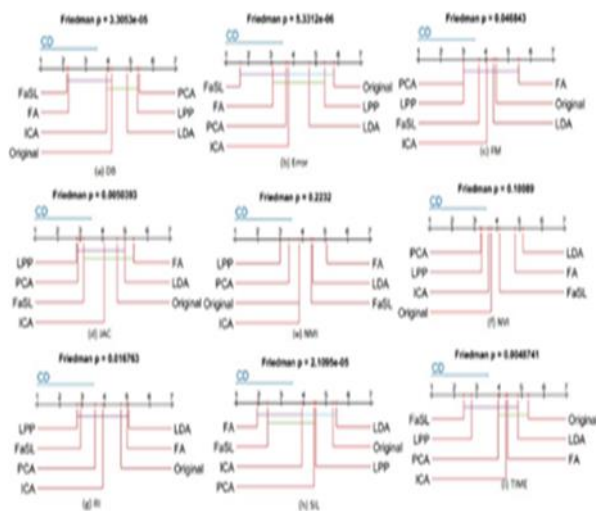 Friedman p = 3.3053e-05
CD
1 2 3 4 5 6 7
FaSL
FA
ICA
Original
PCA
LPP
LDA
(a) DB
Friedman p = 5.3312e-06
CD
1 2 3 4 5 6 7
FaSL
FA
PCA
ICA
Original
LPP
LDA
(b) Error
Friedman p = 0.046843
CD
1 2 3 4 5 6 7
PCA
LPP
FaSL
ICA
FA
Original
LDA
(c) FM
Friedman p = 0.0050393
CD
1 2 3 4 5 6 7
LPP
PCA
FaSL
ICA
FA
LDA
Original
(d) JAC
Friedman p = 0.2232
CD
1 2 3 4 5 6 7
LPP
PCA
Original
ICA
FA
LDA
FaSL
(e) NMI
Friedman p = 0.10089
CD
1 2 3 4 5 6 7
PCA
LPP
ICA
Original
LDA
FA
FaSL
(f) NVI
Friedman p = 0.016763
CD
1 2 3 4 5 6 7
LPP
FaSL
PCA
ICA
LDA
FA
Original
(g) RI
Friedman p = 2.1095e-05
CD
1 2 3 4 5 6 7
FA
FaSL
ICA
PCA
LDA
Original
LPP
(h) SIL
Friedman p = 0.0048741
CD
1 2 3 4 5 6 7
FaSL
LPP
PCA
ICA
Original
LDA
FA
(i) TIME